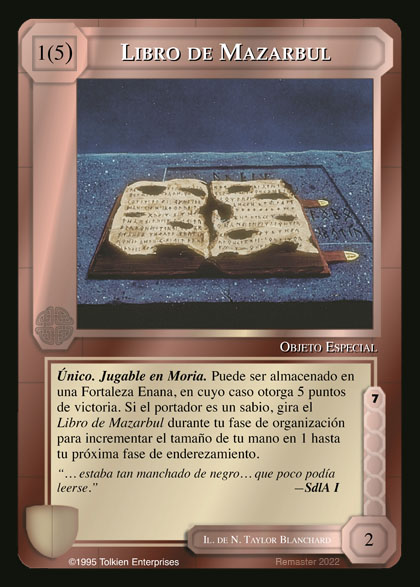 1(5)
LIBRO DE MAZARBUL
OBJETO ESPECIAL
Único. Jugable en Moria. Puede ser almacenado en
una Fortaleza Enana, en cuyo caso otorga 5 puntos
de victoria. Si el portador es un sabio, gira el
Libro de Mazarbul durante tu fase de organización
para incrementar el tamaño de tu mano en 1 hasta
tu próxima fase de enderezamiento.
“… estaba tan manchado de negro… que poco podía
leerse.” —SdlA I
7
IL. DE N. TAYLOR BLANCHARD
2
©1995 Tolkien Enterprises
Remaster 2022